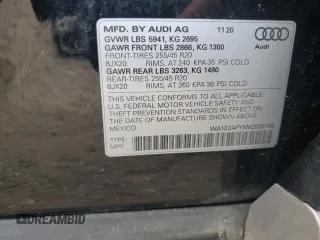 MFD. BY AUDI AG 11 20
GVWR LBS 5941, KG 2695
GAWR FRONT LBS 2866, KG 1300
FRONT-TIRES 255/45 R20
8JX20 RIMS, AT 240 KPA 35 PSI COLD
GAWR REAR LBS 3263, KG 1480
REAR-TIRES 255/45 R20
8JX20 RIMS, AT 260 KPA 38 PSI COLD
Audi
THIS VEHICLE CONFORMS TO ALL APPLICABLE
U.S. FEDERAL MOTOR VEHICLE SAFETY AND
THEFT PREVENTION STANDARDS IN EFFECT ON
THE DATE OF MANUFACTURE SHOWN ABOVE.
MEXICO
TYPE:
MPV